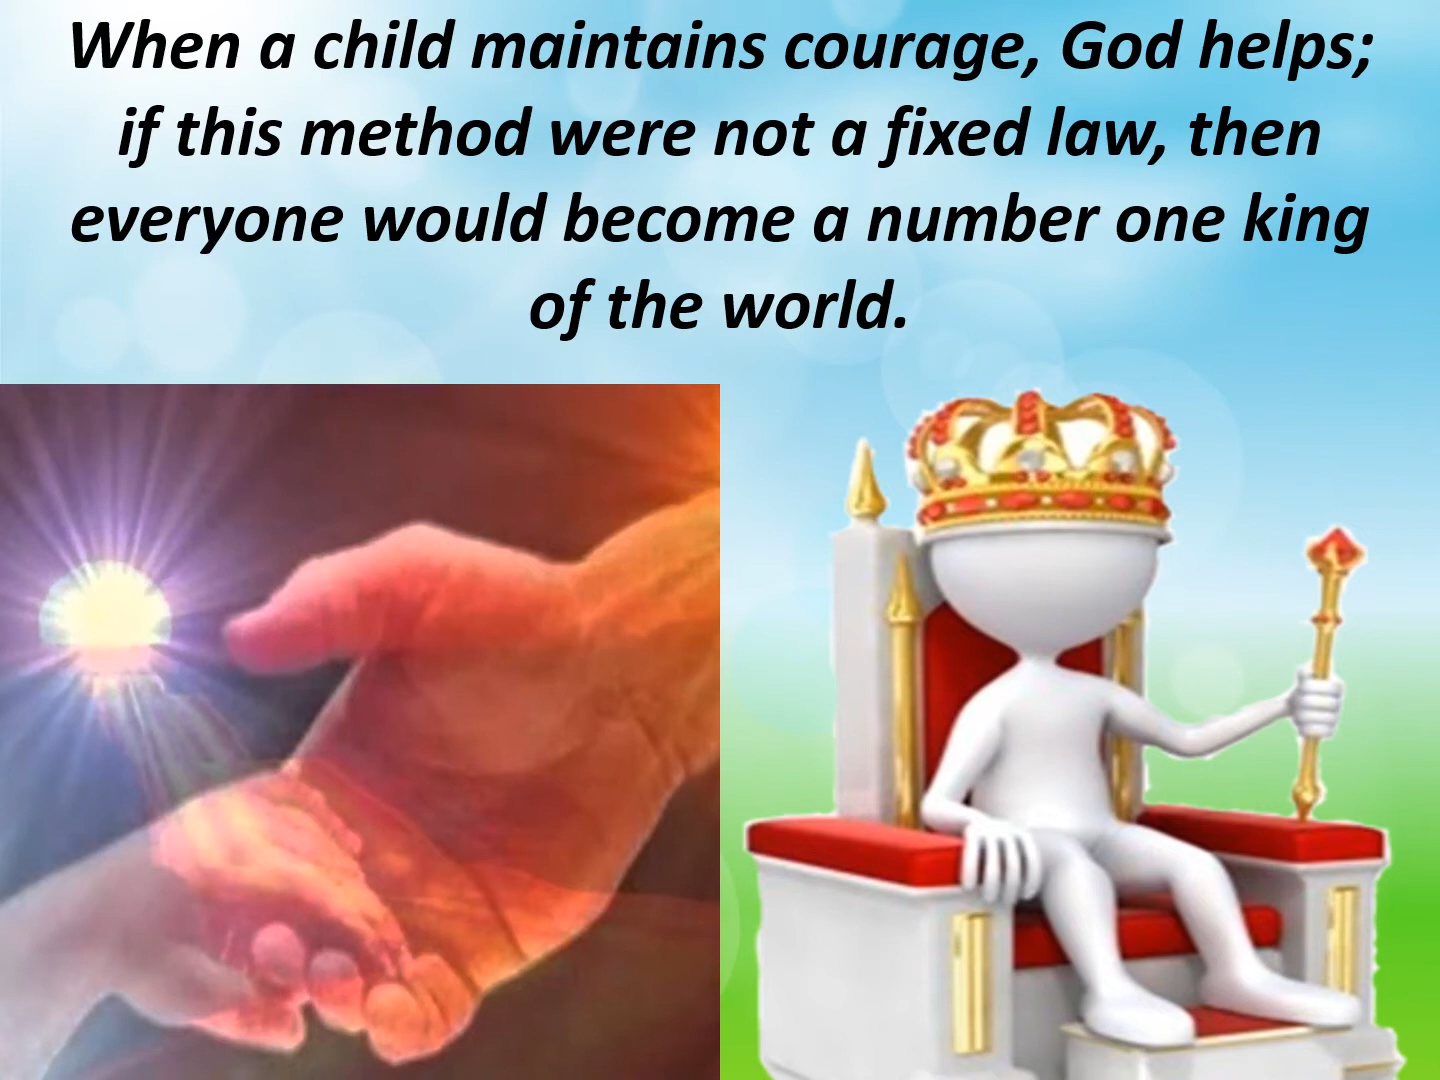 When a child maintains courage, God helps;
if this method were not a fixed law, then
everyone would become a number one king
of the world.